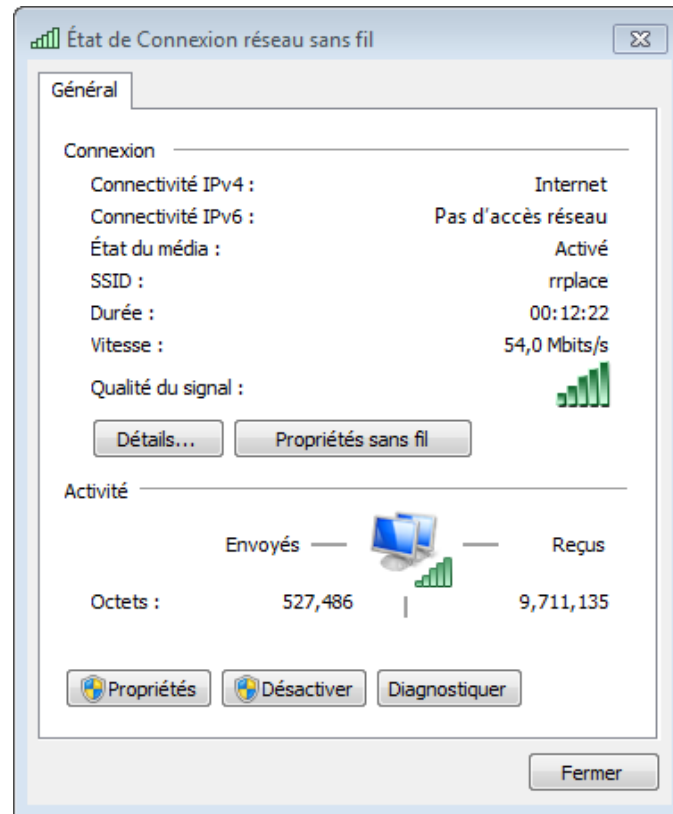 État de Connexion réseau sans fil
Général
Connexion
Connectivité IPv4 : Internet
Connectivité IPv6 : Pas d'accès réseau
État du média : Activé
SSID : rrplace
Durée : 00:12:22
Vitesse : 54,0 Mbits/s
Qualité du signal :
Détails... Propriétés sans fil
Activité
Envoyés Reçus
Octets : 527,486 9,711,135
Propriétés Désactiver Diagnostiquer
Fermer